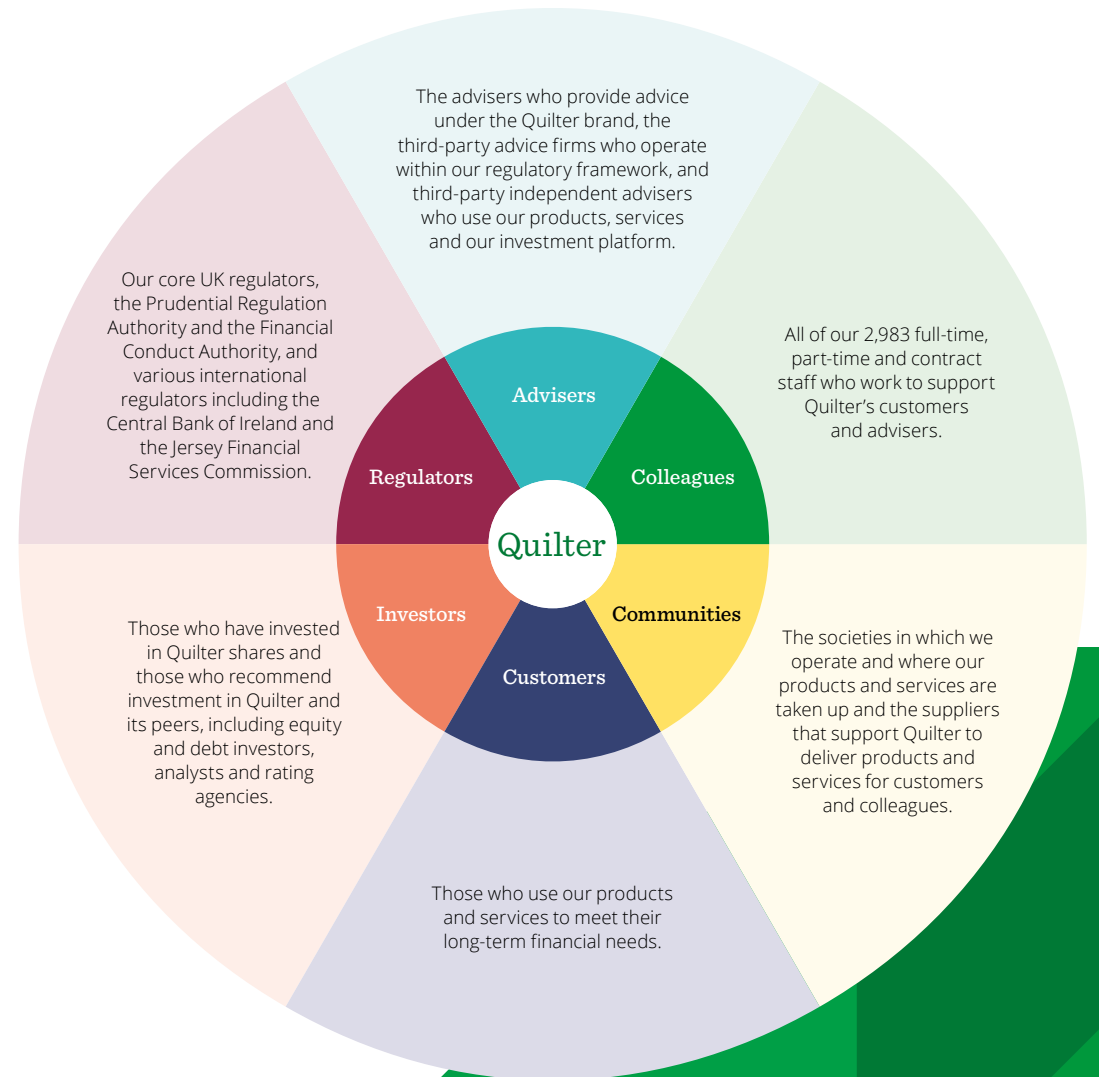 The advisers who provide advice
under the Quilter brand, the
third-party advice firms who operate
within our regulatory framework, and
third-party independent advisers
who use our products, services
and our investment platform.
Our core UK regulators,
the Prudential Regulation
Authority and the Financial
Conduct Authority, and
various international
regulators including the
Central Bank of Ireland and
the Jersey Financial
Services Commission.
All of our 2,983 full-time,
part-time and contract
staff who work to support
Quilter’s customers
and advisers.
Advisers
Regulators
Colleagues
Quilter
Investors
Communities
Customers
Those who have invested
in Quilter shares and
those who recommend
investment in Quilter and
its peers, including equity
and debt investors,
analysts and rating
agencies.
The societies in which we
operate and where our
products and services are
taken up and the suppliers
that support Quilter to
deliver products and
services for customers
and colleagues.
Those who use our products
and services to meet their
long-term financial needs.